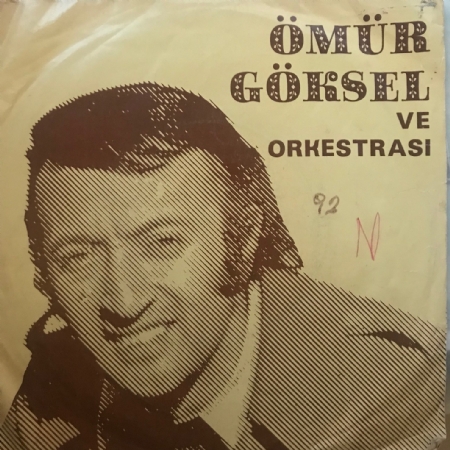 ÖMÜR
GÖKSEL
VE
ORKESTRASI
92
N